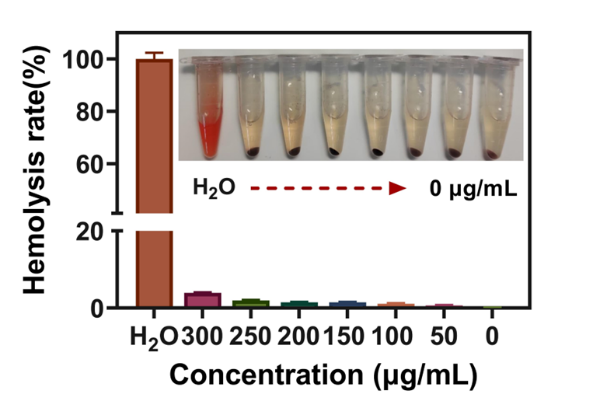 Hemolysis rate(%)
100
80
60
20
0
H₂O
0 µg/mL
H₂O 300 250 200 150 100 50 0
Concentration (µg/mL)